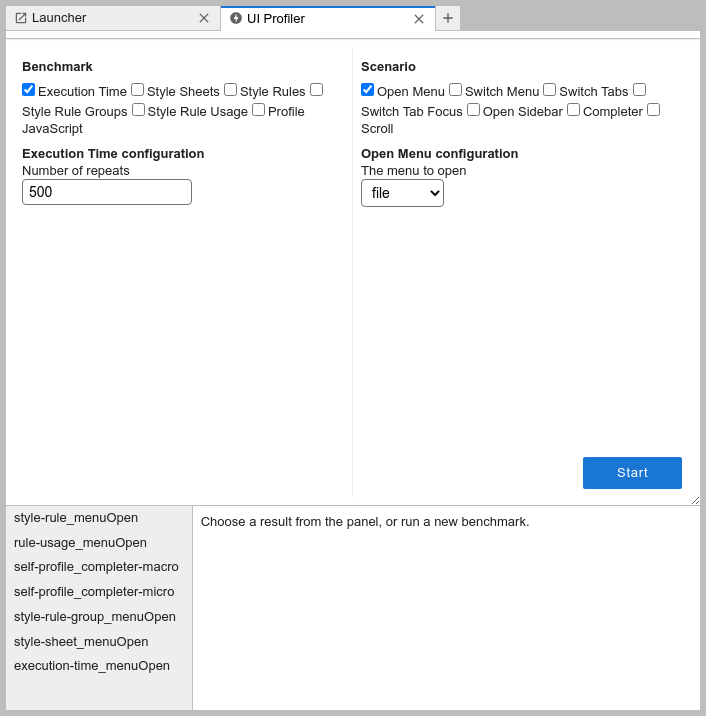 Launcher
UI Profiler
Benchmark
Execution Time Style Sheets Style Rules
Style Rule Groups Style Rule Usage Profile
JavaScript
Execution Time configuration
Number of repeats
500
Scenario
Open Menu Switch Menu Switch Tabs
Switch Tab Focus Open Sidebar Completer
Scroll
Open Menu configuration
The menu to open
file
Start
style-rule_menuOpen
rule-usage_menuOpen
self-profile_completer-macro
self-profile_completer-micro
style-rule-group_menuOpen
style-sheet_menuOpen
execution-time_menuOpen
Choose a result from the panel, or run a new benchmark.